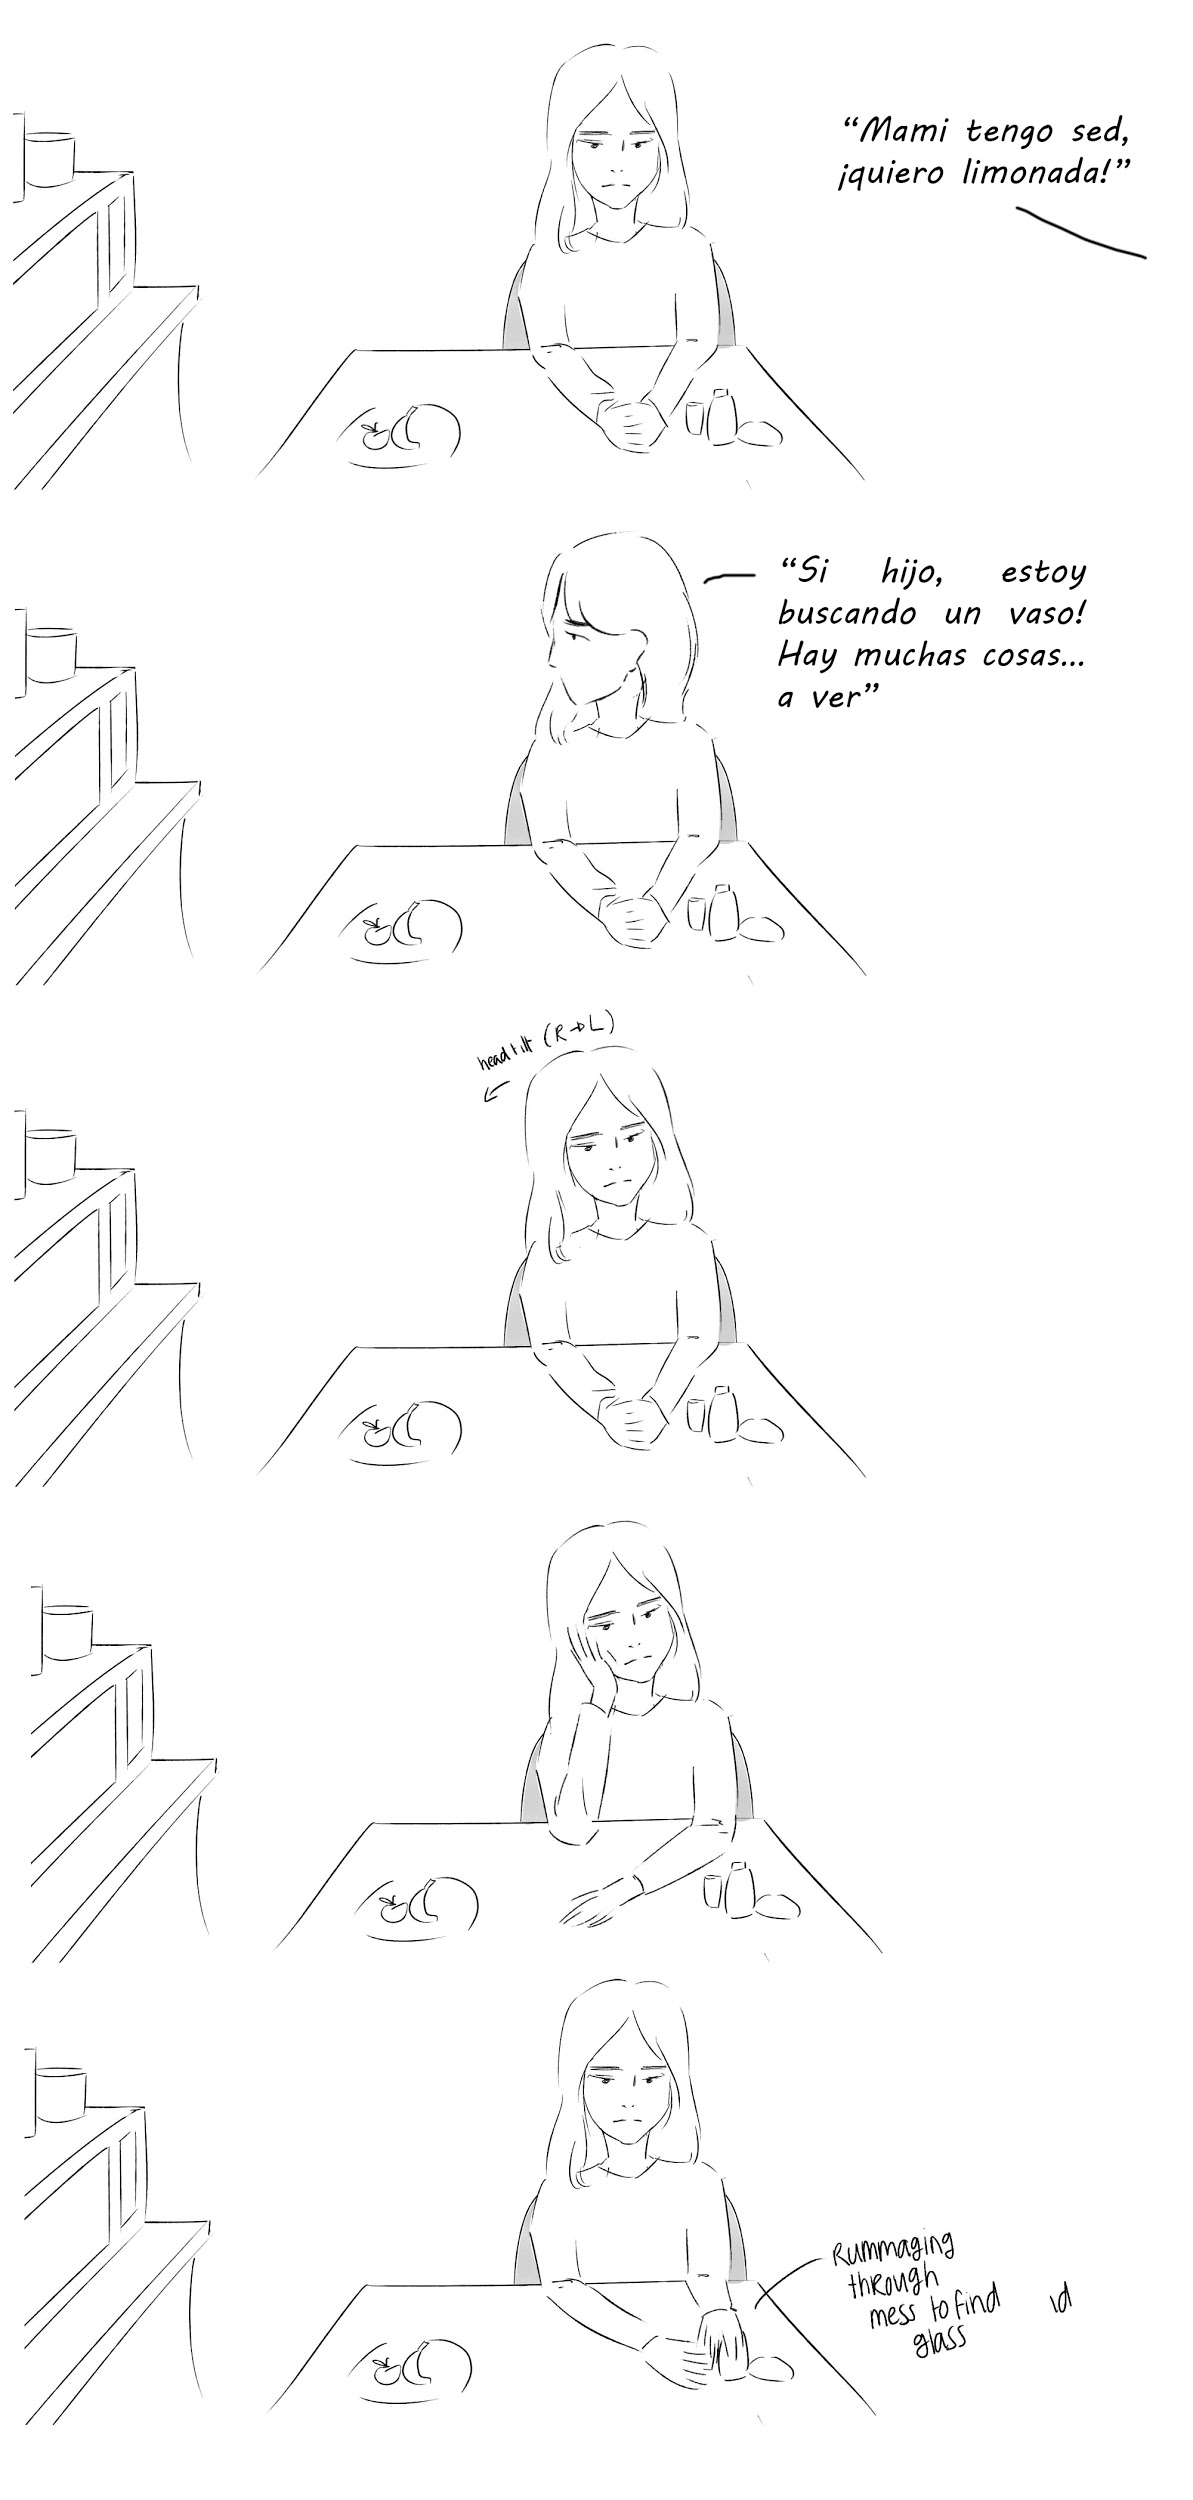 “Mami tengo sed,
¡quiero limonada!”
“Si hijo, estoy
buscando un vaso!
Hay muchas cosas...
a ver”
head tilt (R→L)
Rummaging
through
mess to find
glass